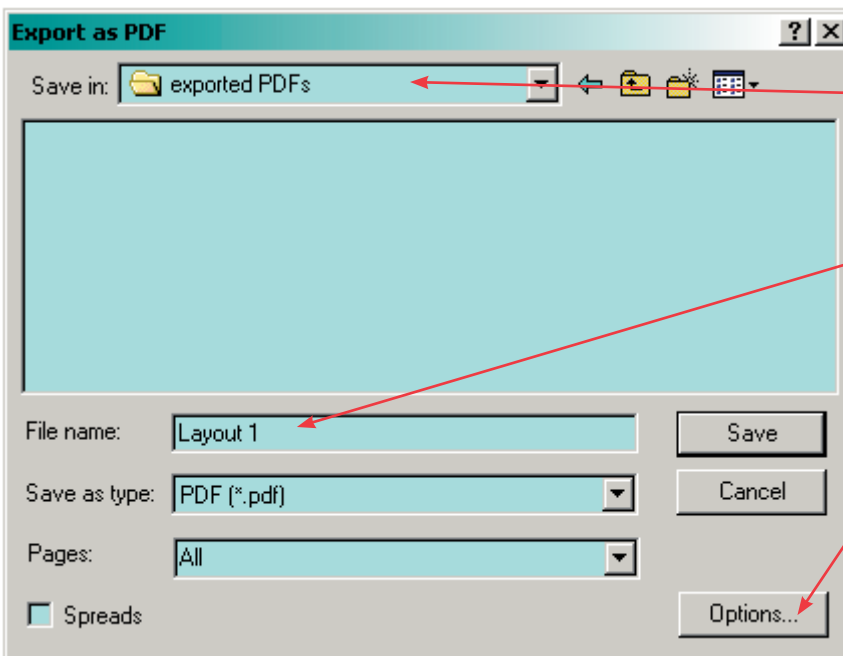 Export as PDF
Save in: exported PDFs
File name: Layout 1
Save
Save as type: PDF (*.pdf)
Cancel
Pages: All
Spreads
Options...